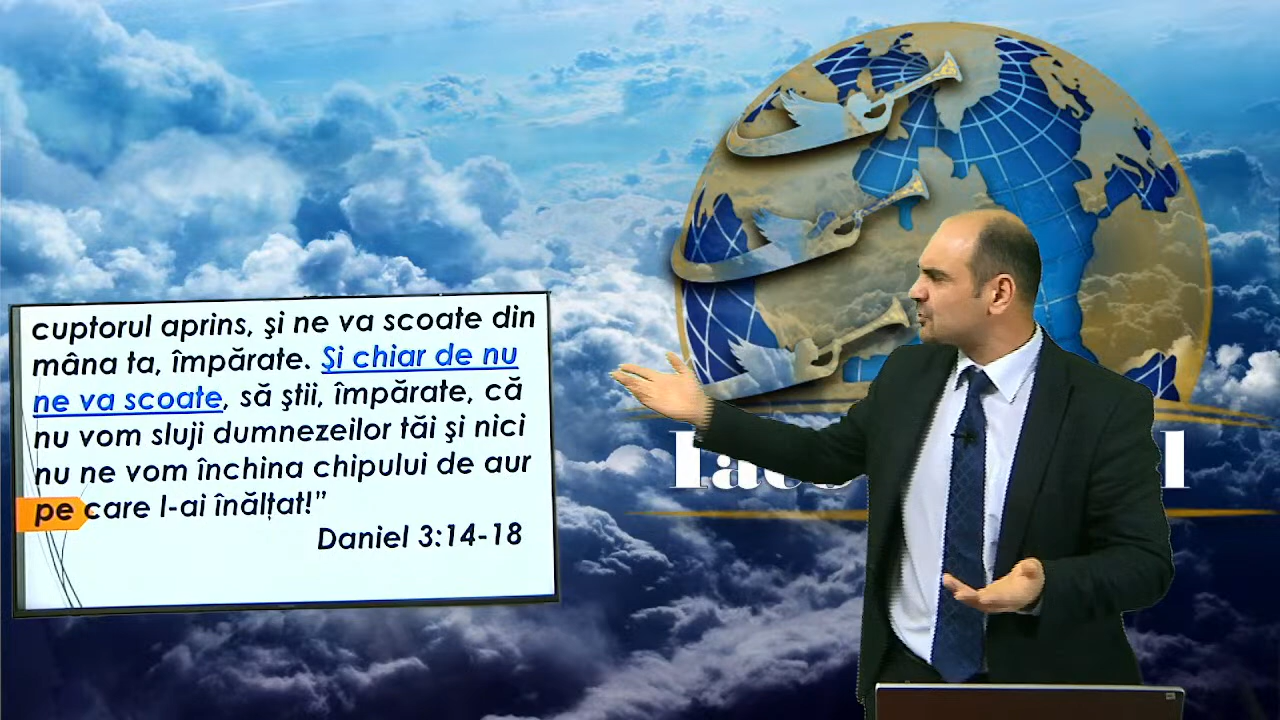 cuptorul aprins, şi ne va scoate din
mâna ta, împărate. Şi chiar de nu
ne va scoate, să ştii, împărate, că
nu vom sluji dumnezeilor tăi şi nici
nu ne vom închina chipului de aur
pe care l-ai înălțat!”
Daniel 3:14-18